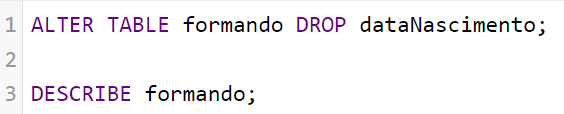 1 ALTER TABLE formando DROP dataNascimento;
2
3 DESCRIBE formando;